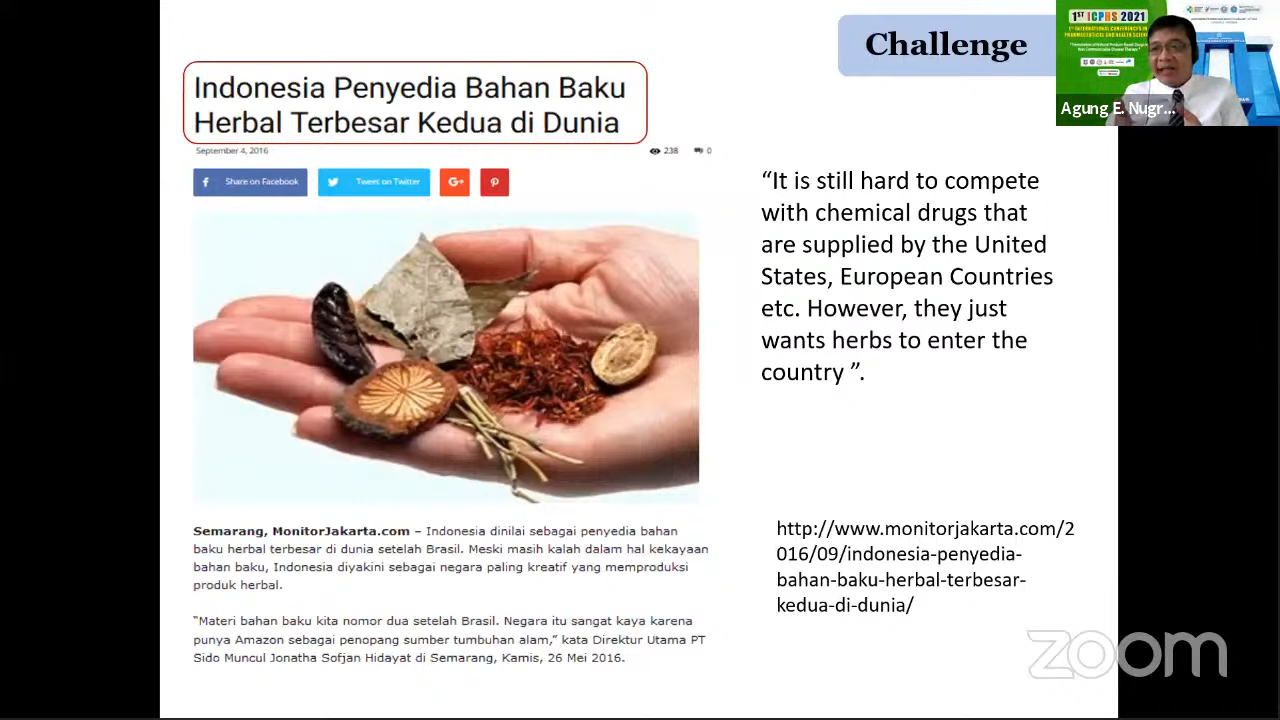 Challenge
1ST ICPHS 2021
Agung E. Nugr...
Indonesia Penyedia Bahan Baku
Herbal Terbesar Kedua di Dunia
September 4, 2016
238
0
Share on Facebook
Tweet on Twitter
G+
“It is still hard to compete
with chemical drugs that
are supplied by the United
States, European Countries
etc. However, they just
wants herbs to enter the
country ”.
Semarang, MonitorJakarta.com – Indonesia dinilai sebagai penyedia bahan
baku herbal terbesar di dunia setelah Brasil. Meski masih kalah dalam hal kekayaan
bahan baku, Indonesia diyakini sebagai negara paling kreatif yang memproduksi
produk herbal.
“Materi bahan baku kita nomor dua setelah Brasil. Negara itu sangat kaya karena
punya Amazon sebagai penopang sumber tumbuhan alam,” kata Direktur Utama PT
Sido Muncul Jonatha Sofjan Hidayat di Semarang, Kamis, 26 Mei 2016.
http://www.monitorjakarta.com/2
016/09/indonesia-penyedia-
bahan-baku-herbal-terbesar-
kedua-di-dunia/
zoom